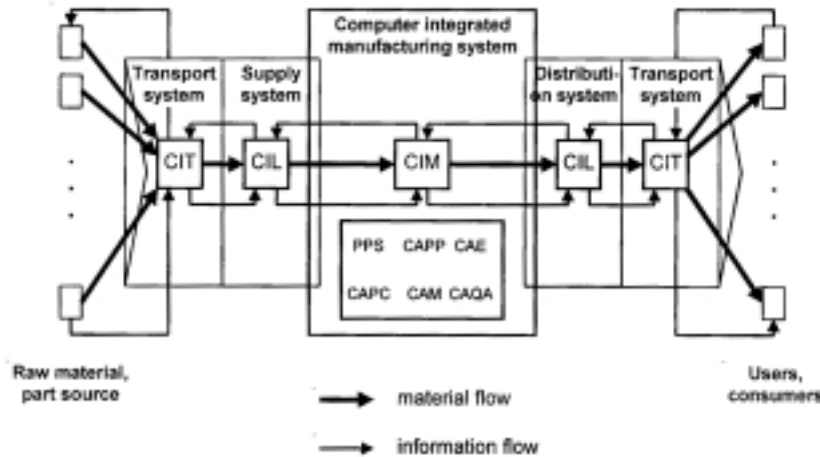 Computer integrated
manufacturing system
Transport
system
Supply
system
Distributi-
on system
Transport
system
CIT
CIL
CIM
CIL
CIT
PPS CAPP CAE
CAPC CAM CAQA
Raw material,
part source
Users,
consumers
material flow
information flow